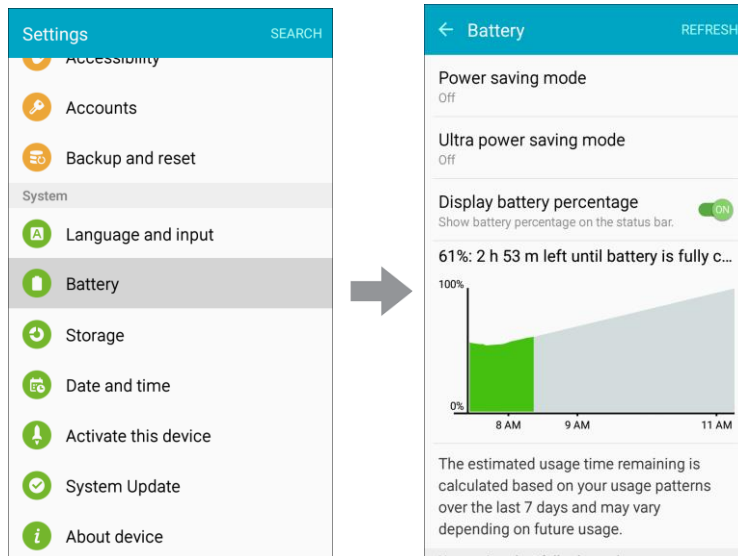 Settings
SEARCH
Accessibility
Accounts
Backup and reset
System
Language and input
Battery
Storage
Date and time
Activate this device
System Update
About device
Battery
REFRESH
Power saving mode
Off
Ultra power saving mode
Off
Display battery percentage
ON
Show battery percentage on the status bar.
61%: 2 h 53 m left until battery is fully c...
100%
0%
8 AM
9 AM
11 AM
The estimated usage time remaining is
calculated based on your usage patterns
over the last 7 days and may vary
depending on future usage.